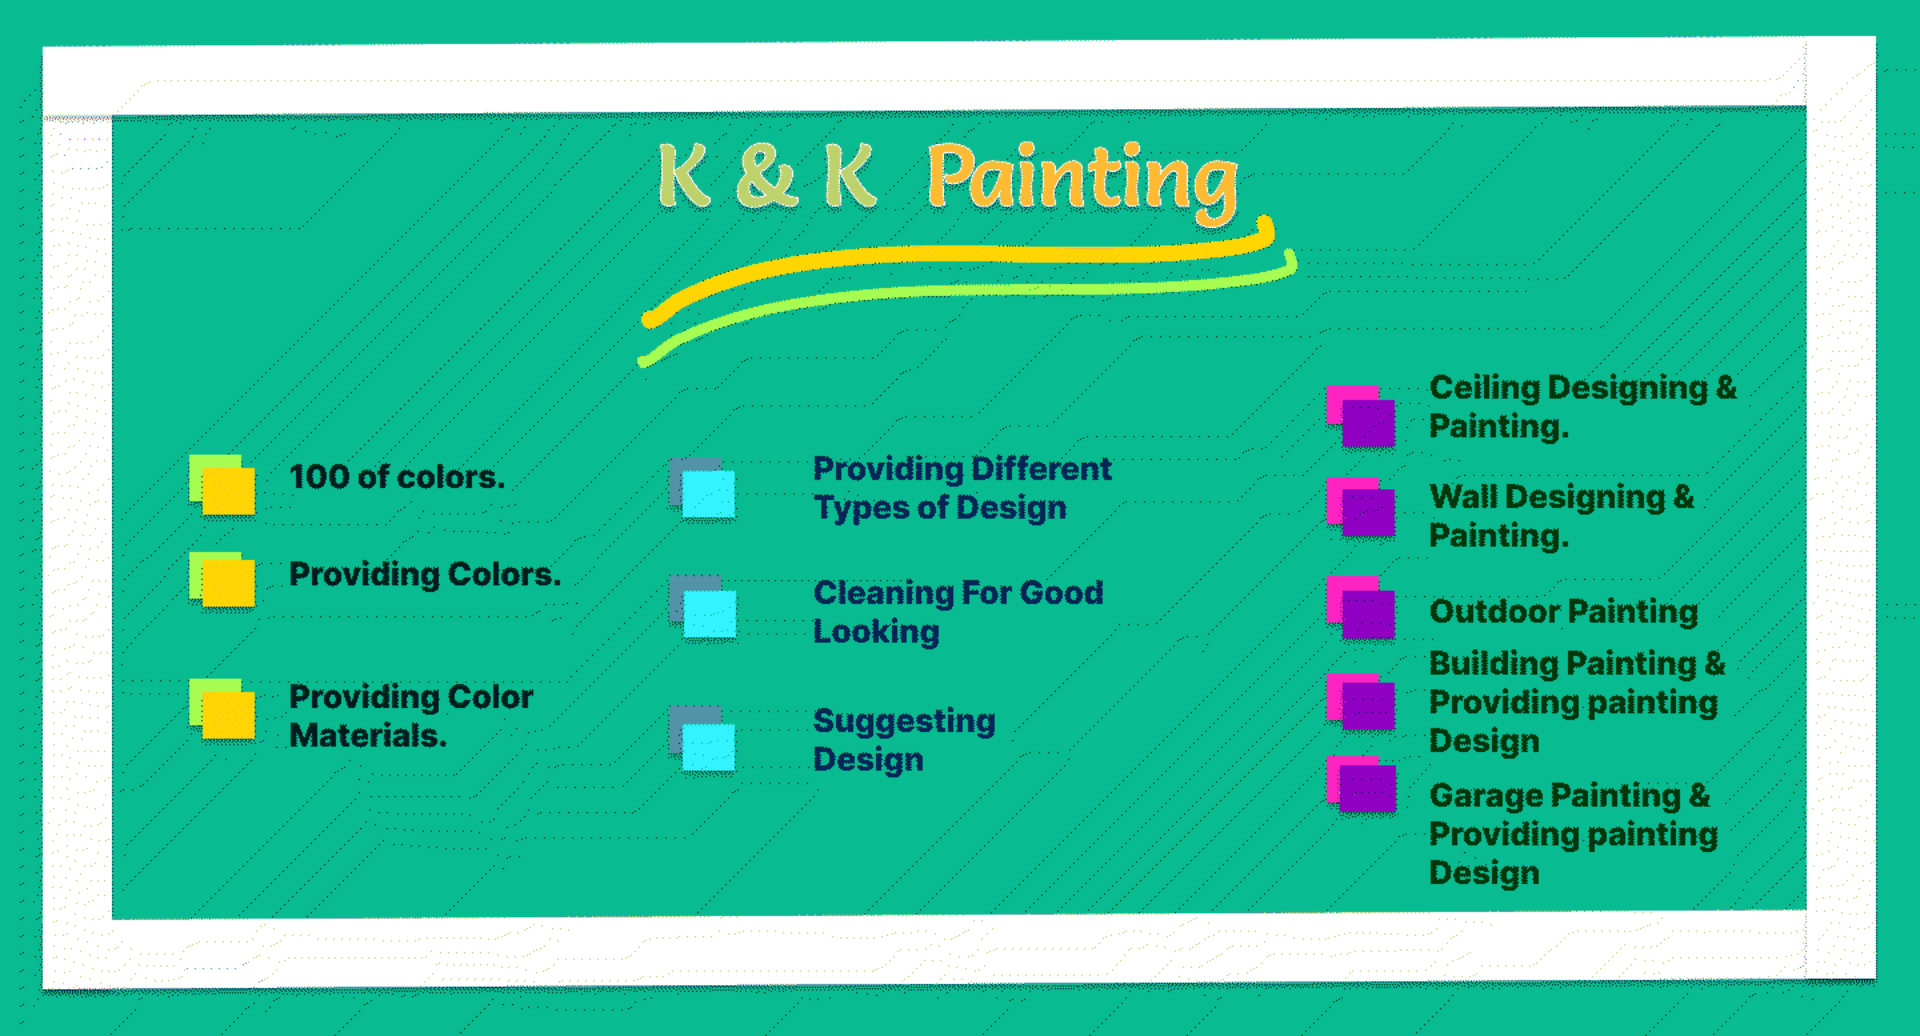 K & K Painting
100 of colors.
Providing Colors.
Providing Color
Materials.
Providing Different
Types of Design
Cleaning For Good
Looking
Suggesting
Design
Ceiling Designing &
Painting.
Wall Designing &
Painting.
Outdoor Painting
Building Painting &
Providing painting
Design
Garage Painting &
Providing painting
Design